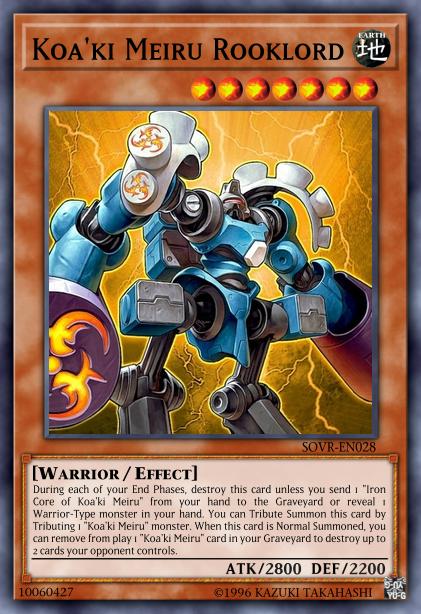 Koa'ki Meiru Rooklord
EARTH
地
SOVR-EN028
[Warrior / Effect]
During each of your End Phases, destroy this card unless you send 1 "Iron
Core of Koa'ki Meiru" from your hand to the Graveyard or reveal 1
Warrior-Type monster in your hand. You can Tribute Summon this card by
Tributing 1 "Koa'ki Meiru" monster. When this card is Normal Summoned, you
can remove from play 1 "Koa'ki Meiru" card in your Graveyard to destroy up to
2 cards your opponent controls.
ATK/2800 DEF/2200
10060427
©1996 KAZUKI TAKAHASHI